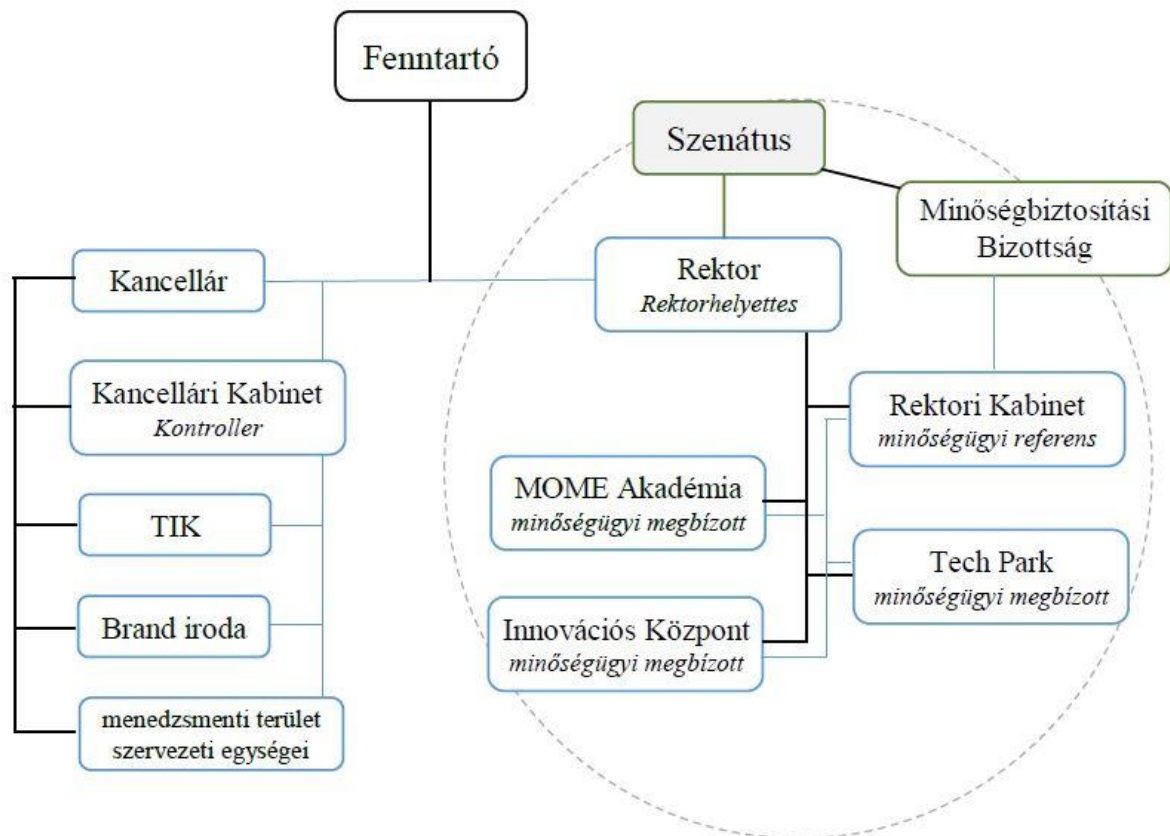 Fenntartó
Szenátus
Minőségbiztosítási
Bizottság
Kancellár
Rektor
Rektorhelyettes
Kancellári Kabinet
Kontroller
Rektori Kabinet
minőségügyi referens
MOME Akadémia
minőségügyi megbízott
TIK
Tech Park
minőségügyi megbízott
Brand iroda
Innovációs Központ
minőségügyi megbízott
menedzsmenti terület
szervezeti egységei